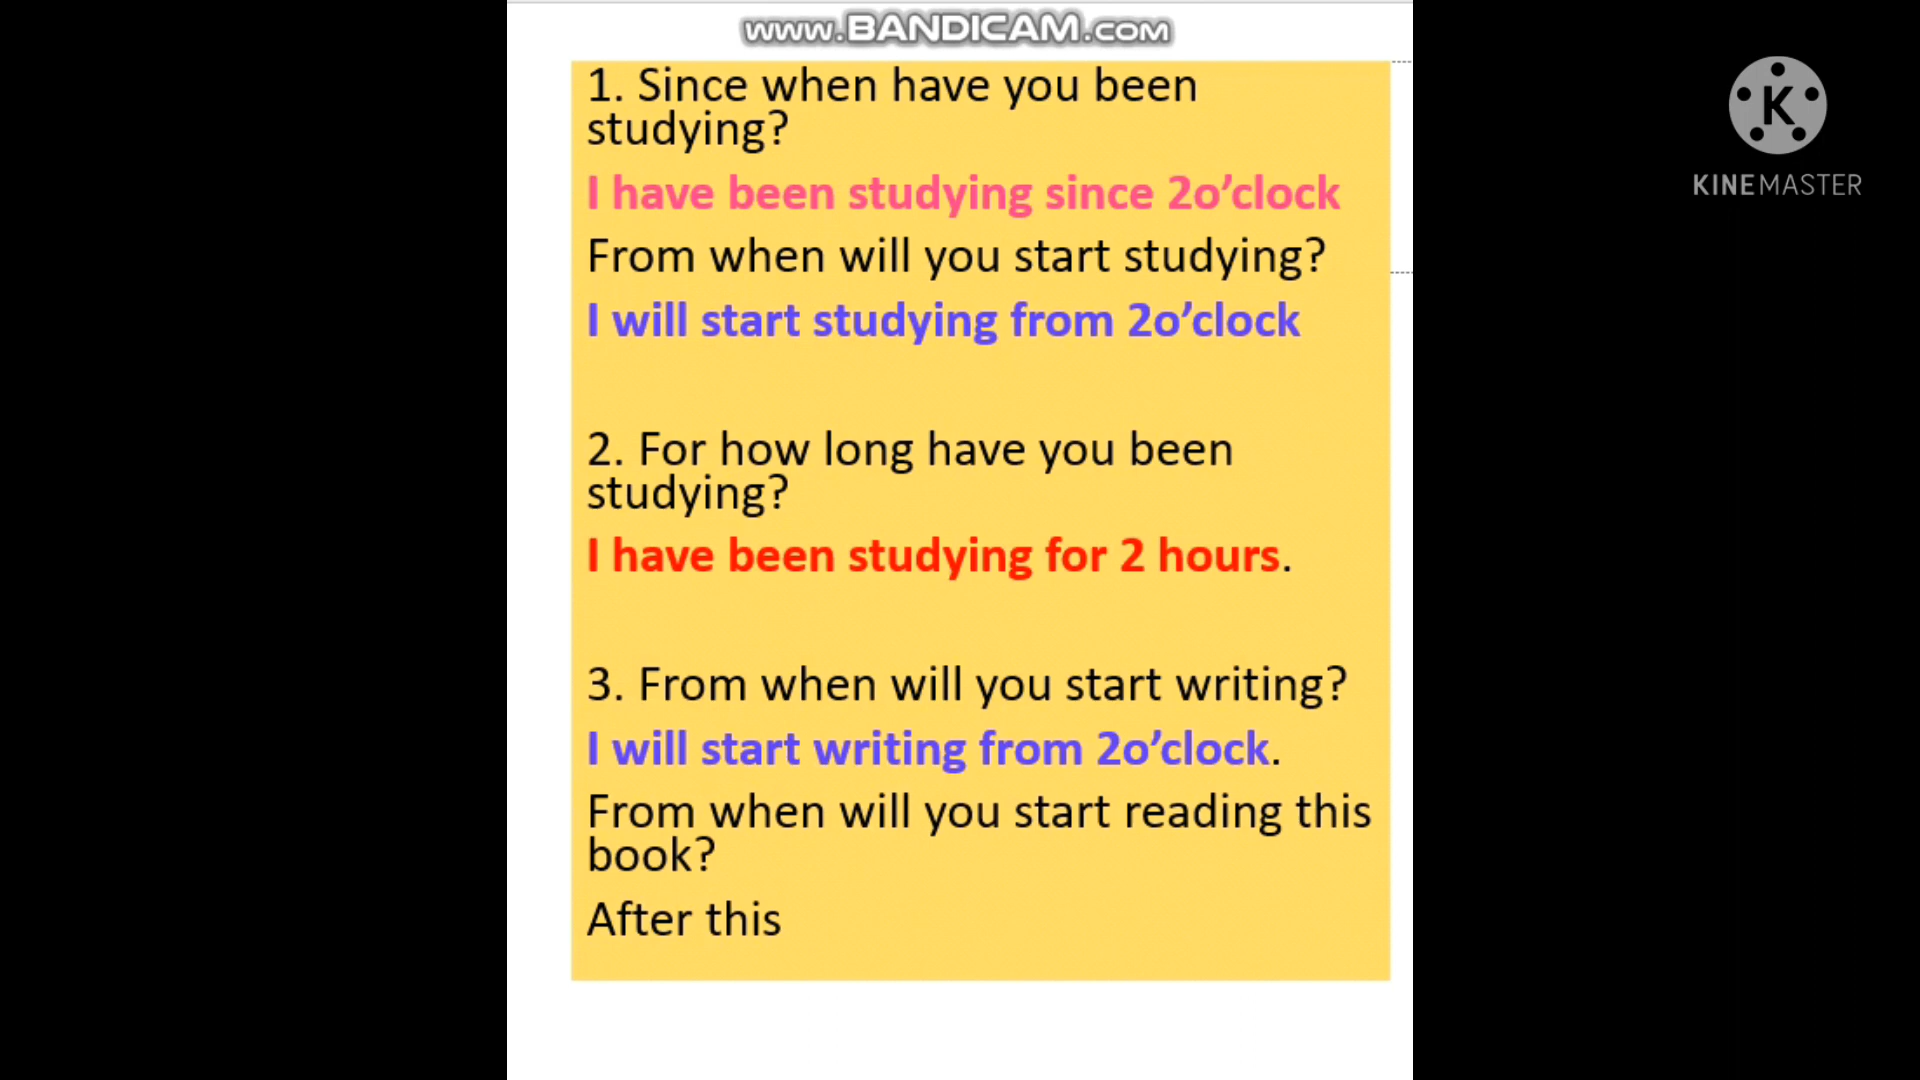 www.BANDICAM.com
1. Since when have you been
studying?
I have been studying since 2o’clock
From when will you start studying?
I will start studying from 2o’clock
2. For how long have you been
studying?
I have been studying for 2 hours.
3. From when will you start writing?
I will start writing from 2o’clock.
From when will you start reading this
book?
After this
K
KINEMASTER